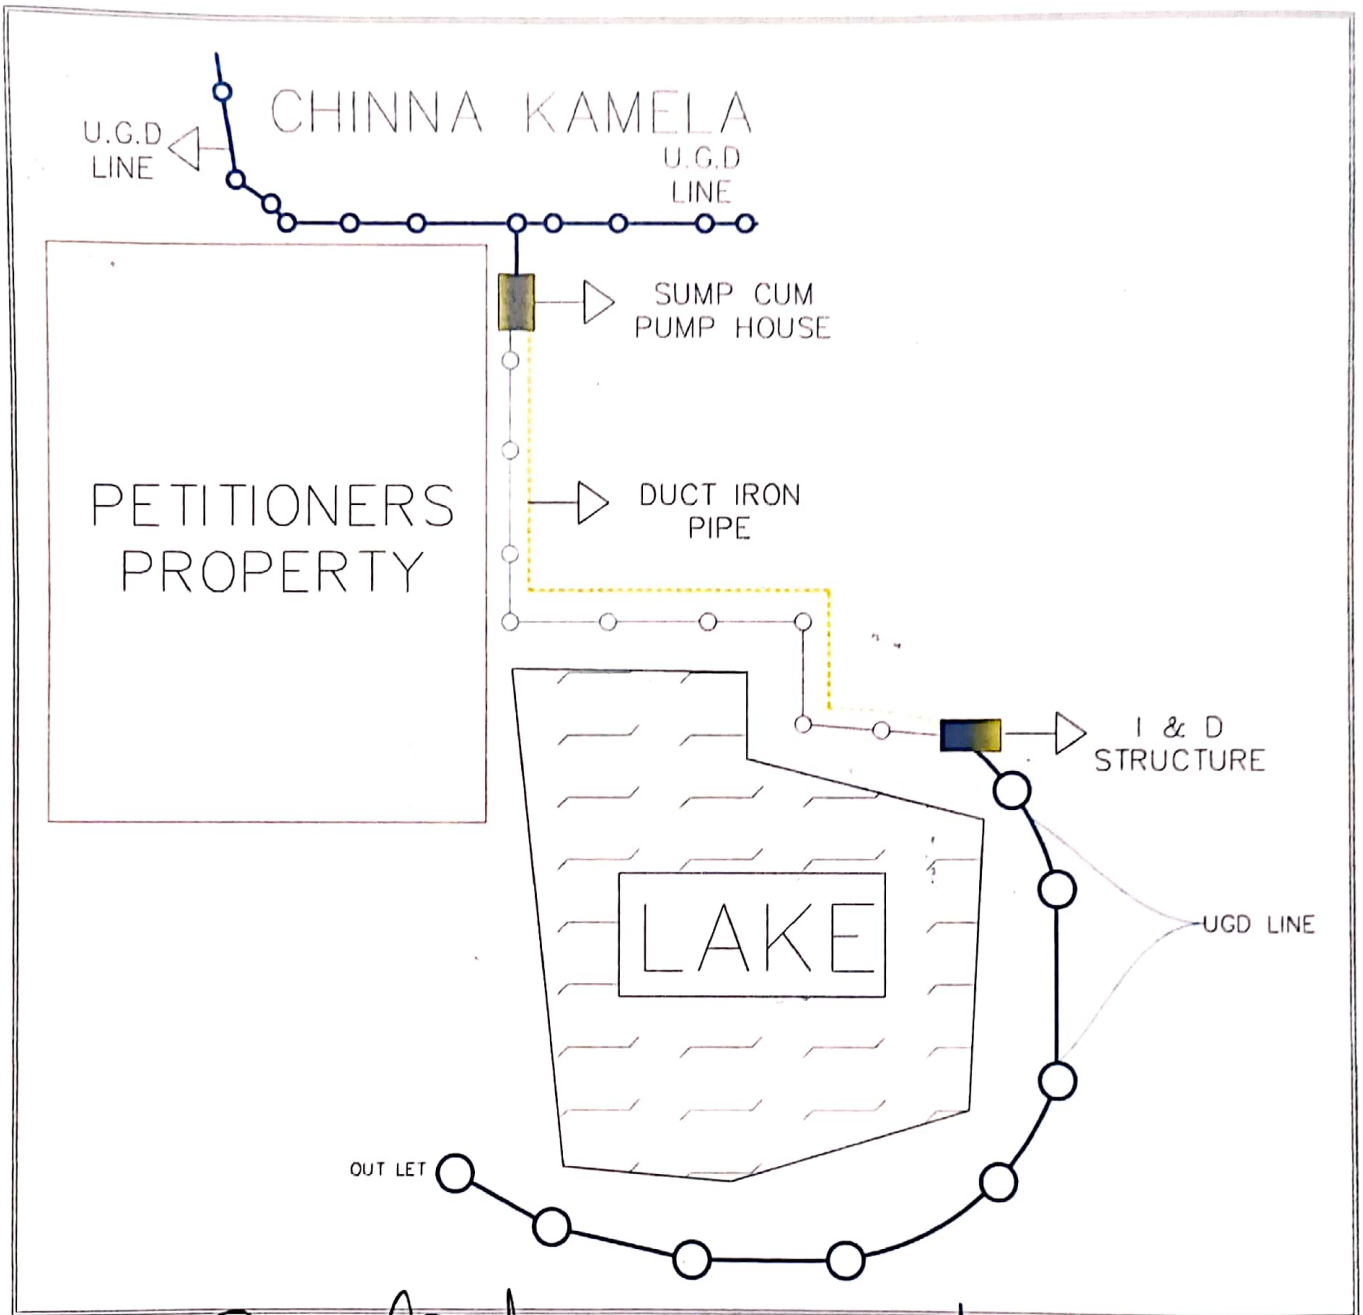 CHINNA KAMELA
U.G.D
LINE
U.G.D
LINE
SUMP CUM
PUMP HOUSE
PETITIONERS
PROPERTY
DUCT IRON
PIPE
I & D
STRUCTURE
LAKE
UGD LINE
OUT LET